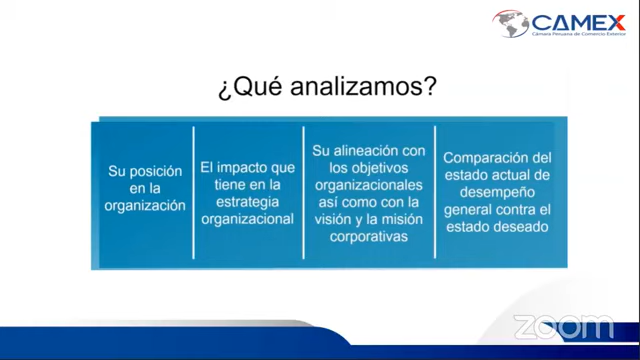 CAMEX
Cámara Peruana de Comercio Exterior
¿Qué analizamos?
Su posición
en la
organización
El impacto que
tiene en la
estrategia
organizacional
Su alineación con
los objetivos
organizacionales
así como con la
visión y la misión
corporativas
Comparación del
estado actual de
desempeño
general contra el
estado deseado
zoom